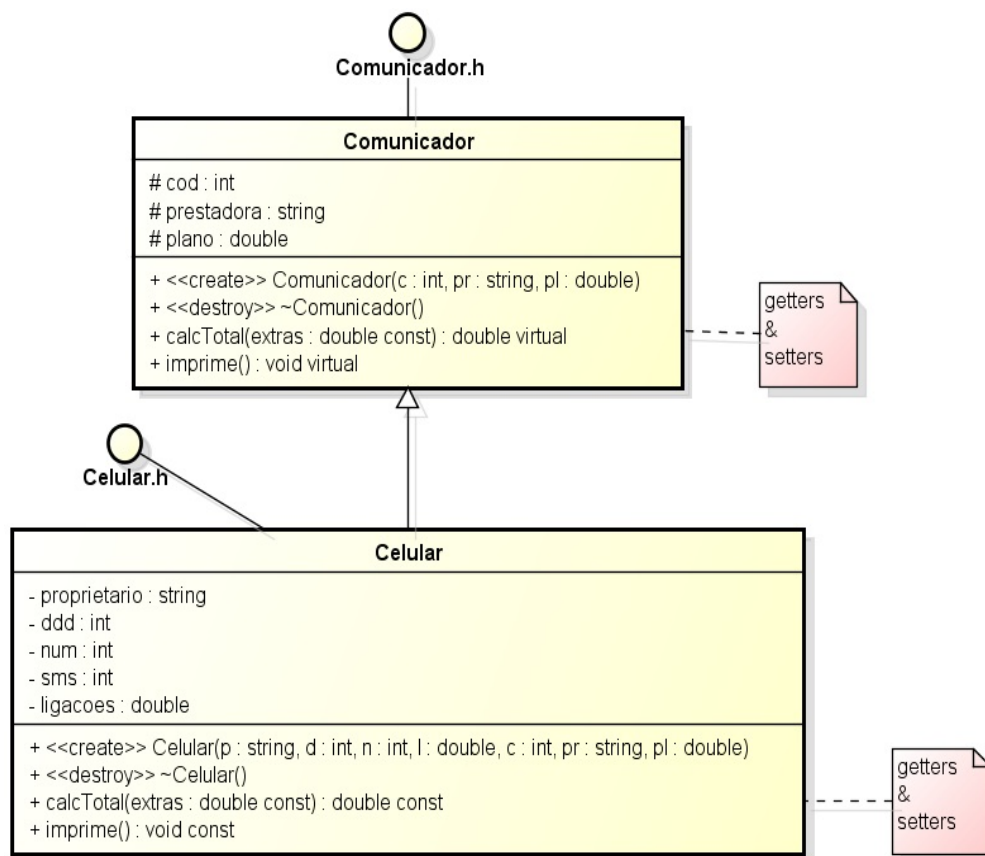 Comunicador.h
Comunicador
# cod : int
# prestadora : string
# plano : double
+ <<create>> Comunicador(c : int, pr : string, pl : double)
+ <<destroy>> ~Comunicador()
+ calcTotal(extras : double const) : double virtual
+ imprime() : void virtual
getters
&
setters
Celular.h
Celular
- proprietario : string
- ddd : int
- num : int
- sms : int
- ligacoes : double
+ <<create>> Celular(p : string, d : int, n : int, l : double, c : int, pr : string, pl : double)
+ <<destroy>> ~Celular()
+ calcTotal(extras : double const) : double const
+ imprime() : void const
getters
&
setters